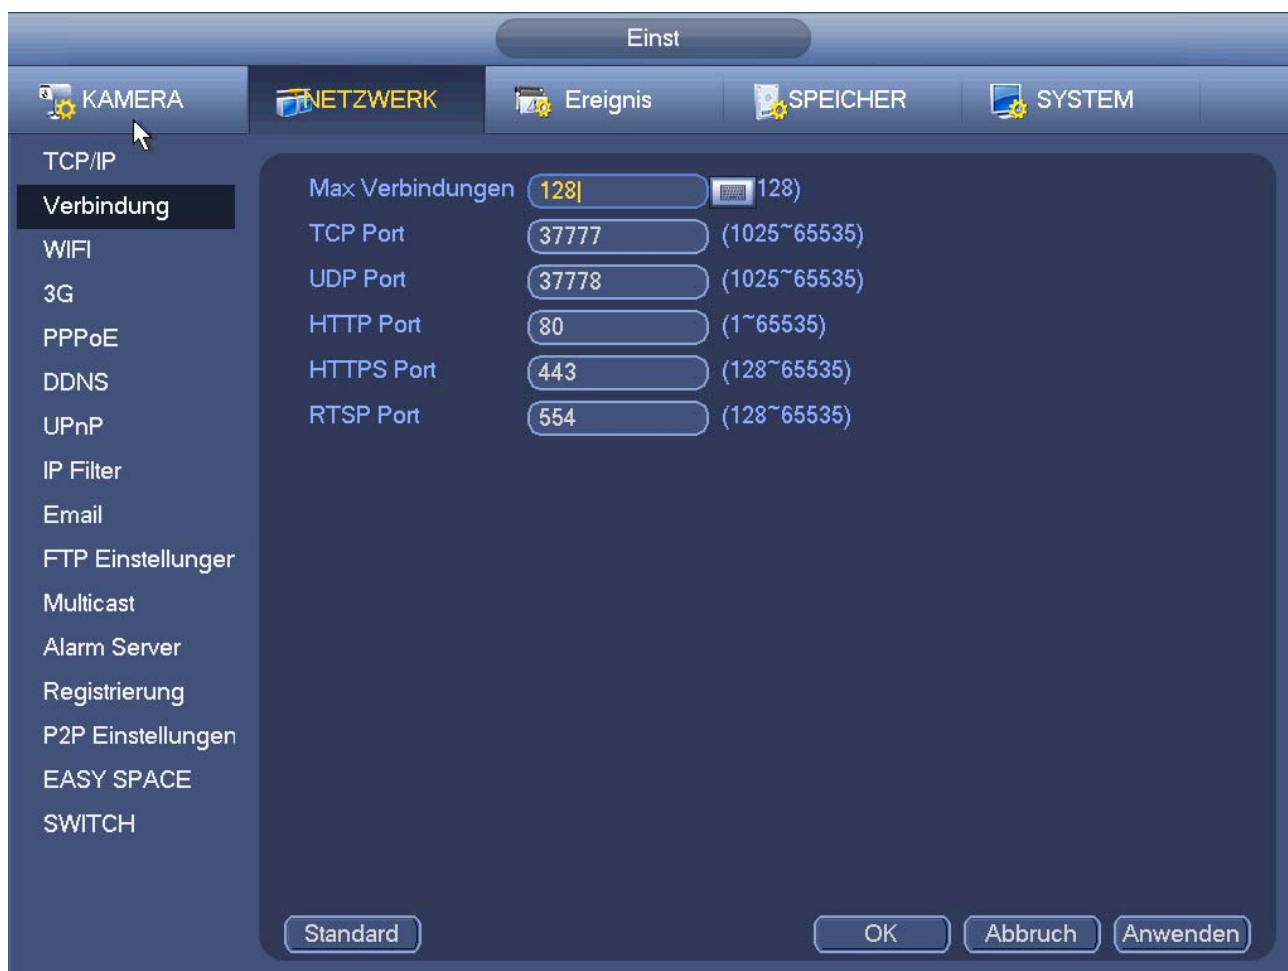 Einst
KAMERA NETZWERK Ereignis SPEICHER SYSTEM
TCP/IP
Verbindung
WIFI
3G
PPPoE
DDNS
UPnP
IP Filter
Email
FTP Einstellunger
Multicast
Alarm Server
Registrierung
P2P Einstellungen
EASY SPACE
SWITCH
Max Verbindungen 128 128)
TCP Port 37777 (1025~65535)
UDP Port 37778 (1025~65535)
HTTP Port 80 (1~65535)
HTTPS Port 443 (128~65535)
RTSP Port 554 (128~65535)
Standard OK Abbruch Anwenden